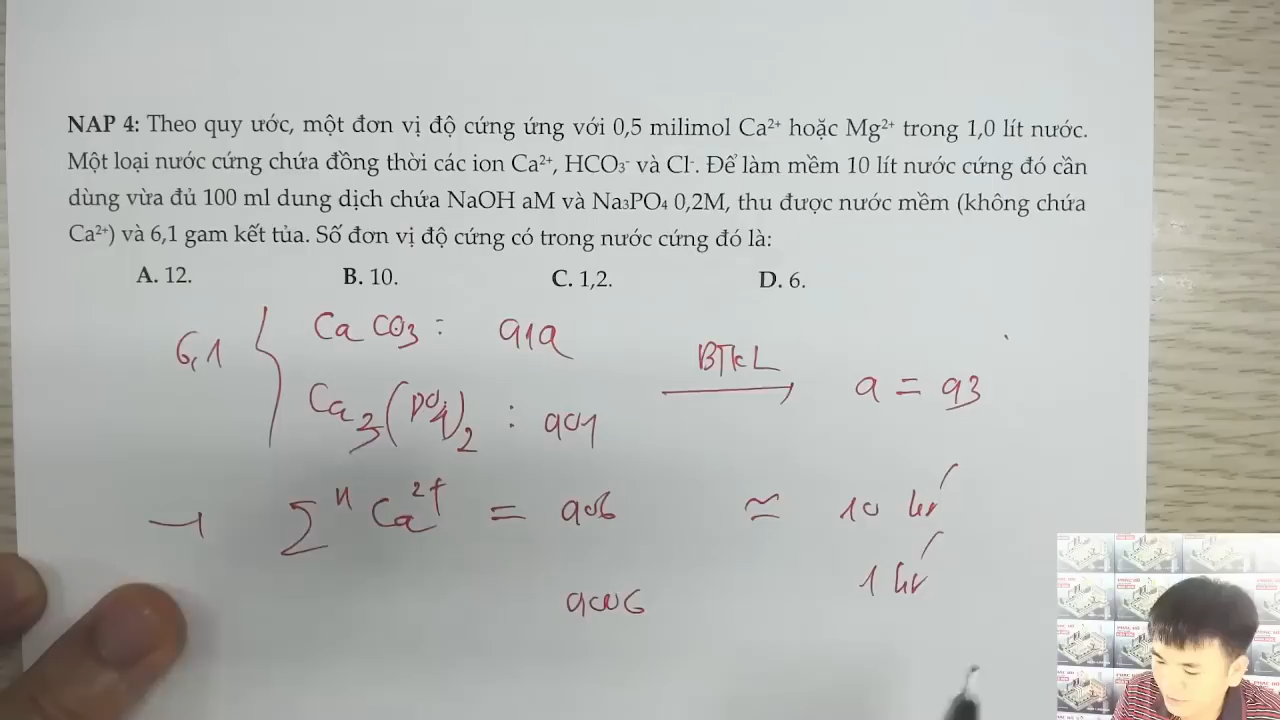 NAP 4: Theo quy ước, một đơn vị độ cứng ứng với 0,5 milimol Ca²⁺ hoặc Mg²⁺ trong 1,0 lít nước.
Một loại nước cứng chứa đồng thời các ion Ca²⁺, HCO₃⁻ và Cl⁻. Để làm mềm 10 lít nước cứng đó cần
dùng vừa đủ 100 ml dung dịch chứa NaOH aM và Na₃PO₄ 0,2M, thu được nước mềm (không chứa
Ca²⁺) và 6,1 gam kết tủa. Số đơn vị độ cứng có trong nước cứng đó là:
A. 12. B. 10. C. 1,2. D. 6.
6,1 { CaCO₃ : 0,1a
Ca₃(PO₄)₂ : 0,01
BTKL → a = 0,3
→ ∑ n Ca²⁺ = 0,06 ≃ 10 lít
0,006 1 lít